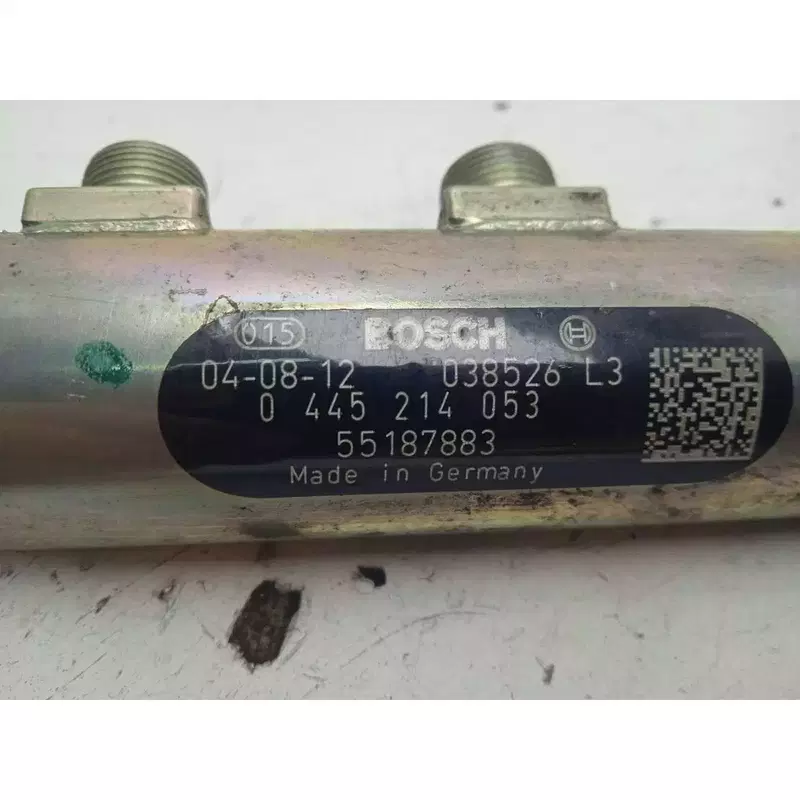 015 BOSCH
04-08-12 038526 L3
0 445 214 053
55187883
Made in Germany